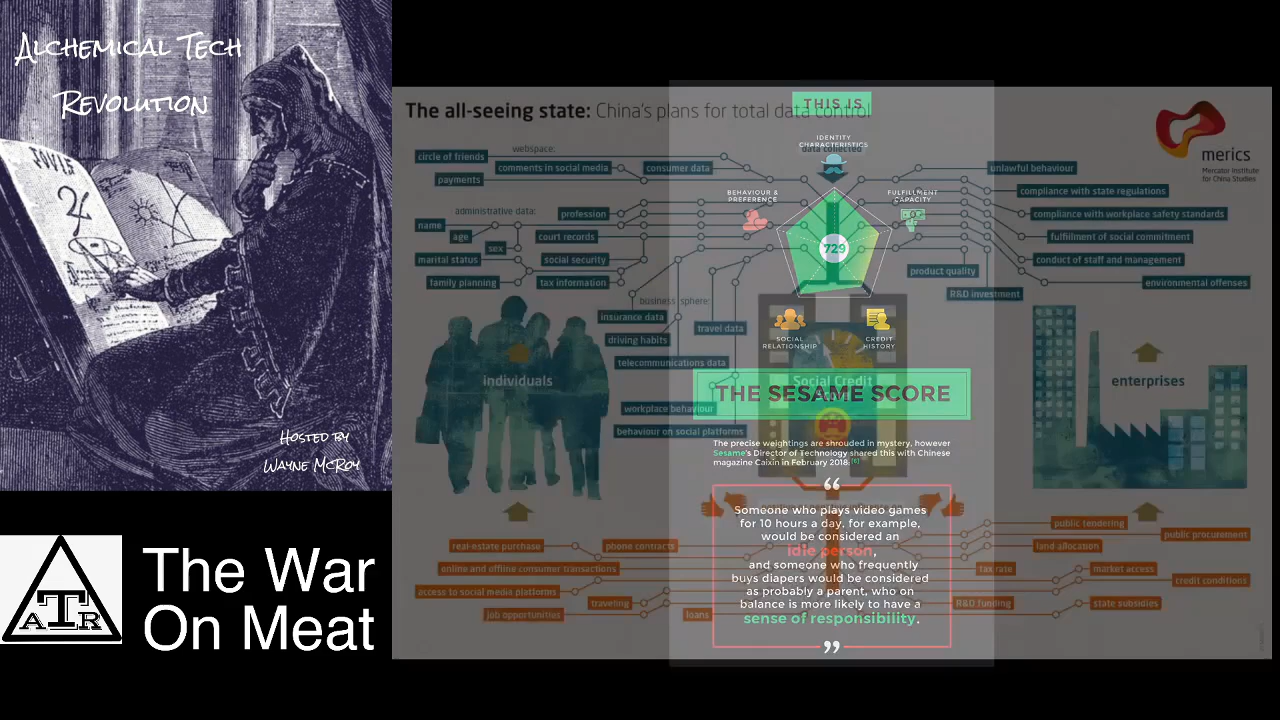 Alchemical Tech
Revolution
Hosted by
Wayne McRoy
ATR
The War
On Meat
The all-seeing state: China's plans for total data control
merics
Mercator Institute
for China Studies
webspace:
circle of friends
comments in social media
consumer data
payments
administrative data:
profession
name
age
court records
sex
marital status
social security
family planning
tax information
business sphere:
insurance data
travel data
driving habits
telecommunications data
workplace behaviour
behaviour on social platforms
individuals
data collected
unlawful behaviour
compliance with state regulations
compliance with workplace safety standards
fulfillment of social commitment
conduct of staff and management
product quality
environmental offenses
R&D investment
enterprises
Social Credit
real-estate purchase
phone contracts
online and offline consumer transactions
access to social media platforms
traveling
job opportunities
loans
public tendering
public procurement
land allocation
tax rate
market access
credit conditions
R&D funding
state subsidies
THIS IS
IDENTITY
CHARACTERISTICS
BEHAVIOUR &
PREFERENCE
FULFILLMENT
CAPACITY
729
SOCIAL
RELATIONSHIP
CREDIT
HISTORY
THE SESAME SCORE
The precise weightings are shrouded in mystery, however
Sesame's Director of Technology shared this with Chinese
magazine Caixin in February 2018:[6]
“
Someone who plays video games
for 10 hours a day, for example,
would be considered an
idle person,
and someone who frequently
buys diapers would be considered
as probably a parent, who on
balance is more likely to have a
sense of responsibility.
”